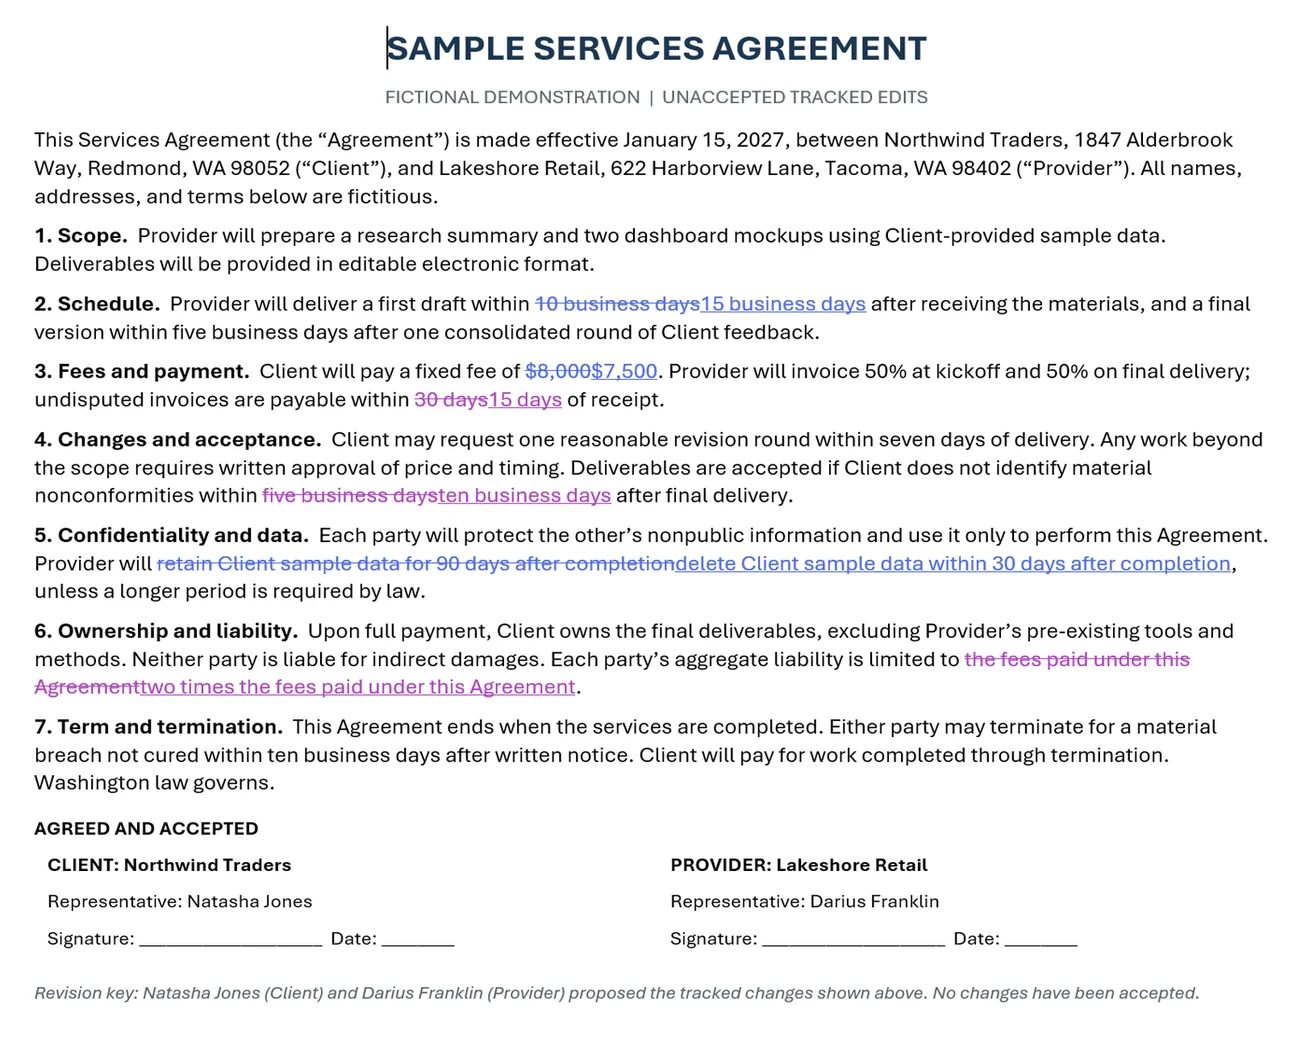 SAMPLE SERVICES AGREEMENT
FICTIONAL DEMONSTRATION | UNACCEPTED TRACKED EDITS
This Services Agreement (the “Agreement”) is made effective January 15, 2027, between Northwind Traders, 1847 Alderbrook
Way, Redmond, WA 98052 (“Client”), and Lakeshore Retail, 622 Harborview Lane, Tacoma, WA 98402 (“Provider”). All names,
addresses, and terms below are fictitious.
1. Scope. Provider will prepare a research summary and two dashboard mockups using Client-provided sample data.
Deliverables will be provided in editable electronic format.
2. Schedule. Provider will deliver a first draft within 10 business days15 business days after receiving the materials, and a final
version within five business days after one consolidated round of Client feedback.
3. Fees and payment. Client will pay a fixed fee of $8,000$7,500. Provider will invoice 50% at kickoff and 50% on final delivery;
undisputed invoices are payable within 30 days15 days of receipt.
4. Changes and acceptance. Client may request one reasonable revision round within seven days of delivery. Any work beyond
the scope requires written approval of price and timing. Deliverables are accepted if Client does not identify material
nonconformities within five business daysten business days after final delivery.
5. Confidentiality and data. Each party will protect the other’s nonpublic information and use it only to perform this Agreement.
Provider will retain Client sample data for 90 days after completiondelete Client sample data within 30 days after completion,
unless a longer period is required by law.
6. Ownership and liability. Upon full payment, Client owns the final deliverables, excluding Provider’s pre-existing tools and
methods. Neither party is liable for indirect damages. Each party’s aggregate liability is limited to the fees paid under this
Agreementtwo times the fees paid under this Agreement.
7. Term and termination. This Agreement ends when the services are completed. Either party may terminate for a material
breach not cured within ten business days after written notice. Client will pay for work completed through termination.
Washington law governs.
AGREED AND ACCEPTED
CLIENT: Northwind Traders
Representative: Natasha Jones
Signature: ____________________ Date: ________
PROVIDER: Lakeshore Retail
Representative: Darius Franklin
Signature: ____________________ Date: ________
Revision key: Natasha Jones (Client) and Darius Franklin (Provider) proposed the tracked changes shown above. No changes have been accepted.